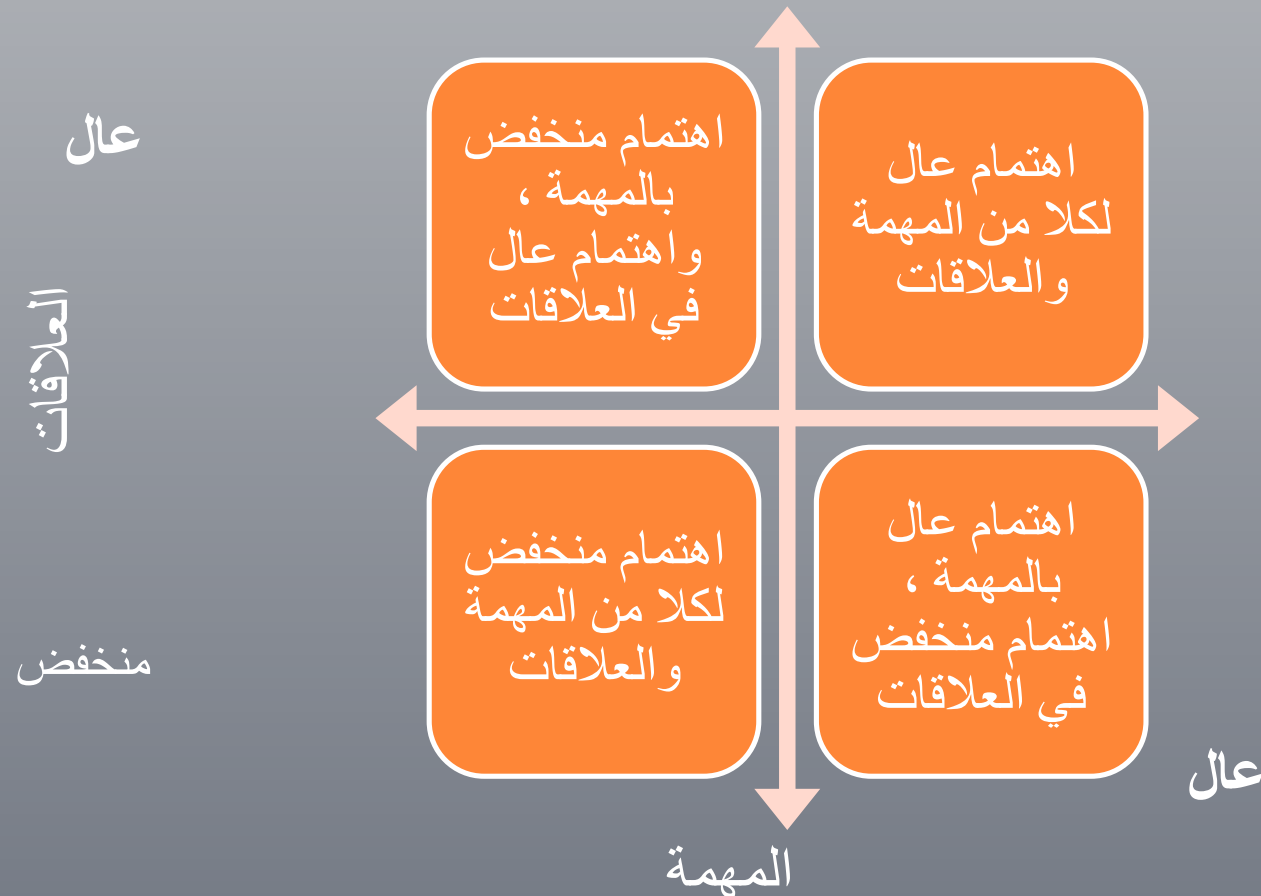 عال
اهتمام منخفض
بالمهمة ،
واهتمام عال
في العلاقات
اهتمام عال
لكلا من المهمة
والعلاقات
العلاقات
اهتمام منخفض
لكلا من المهمة
والعلاقات
اهتمام عال
بالمهمة ،
اهتمام منخفض
في العلاقات
منخفض
عال
المهمة